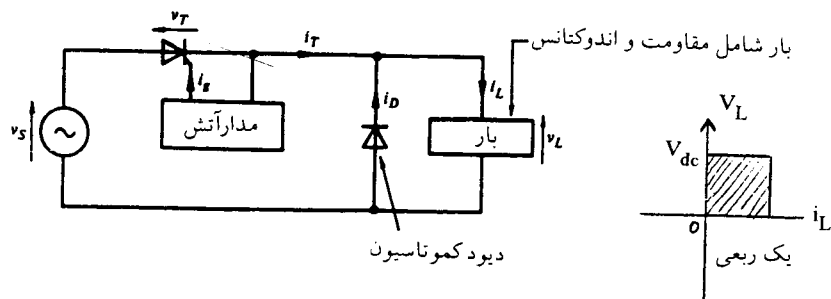 v_T
i_T
بار شامل مقاومت و اندوکتانس
i_g
i_D
i_L
v_S
مدارآتش
بار
v_L
دیود کموتاسیون
V_L
V_dc
i_L
o
یک ربعی